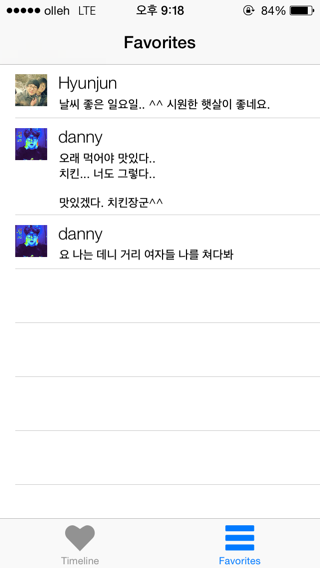 olleh LTE 오후 9:18 84%
Favorites
Hyunjun
날씨 좋은 일요일.. ^^ 시원한 햇살이 좋네요.
danny
오래 먹어야 맛있다..
치킨... 너도 그렇다..
맛있겠다. 치킨장군^^
danny
요 나는 데니 거리 여자들 나를 쳐다봐
Timeline Favorites